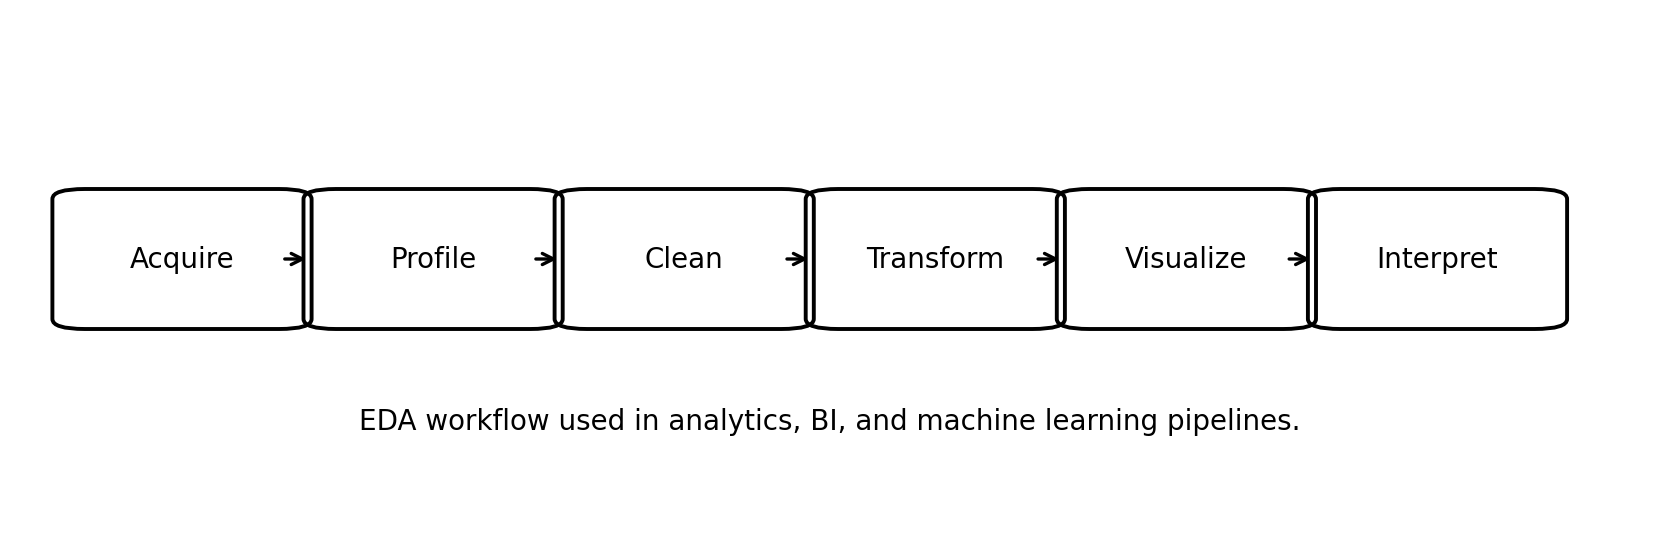 Acquire Profile Clean Transform Visualize Interpret
EDA workflow used in analytics, BI, and machine learning pipelines.